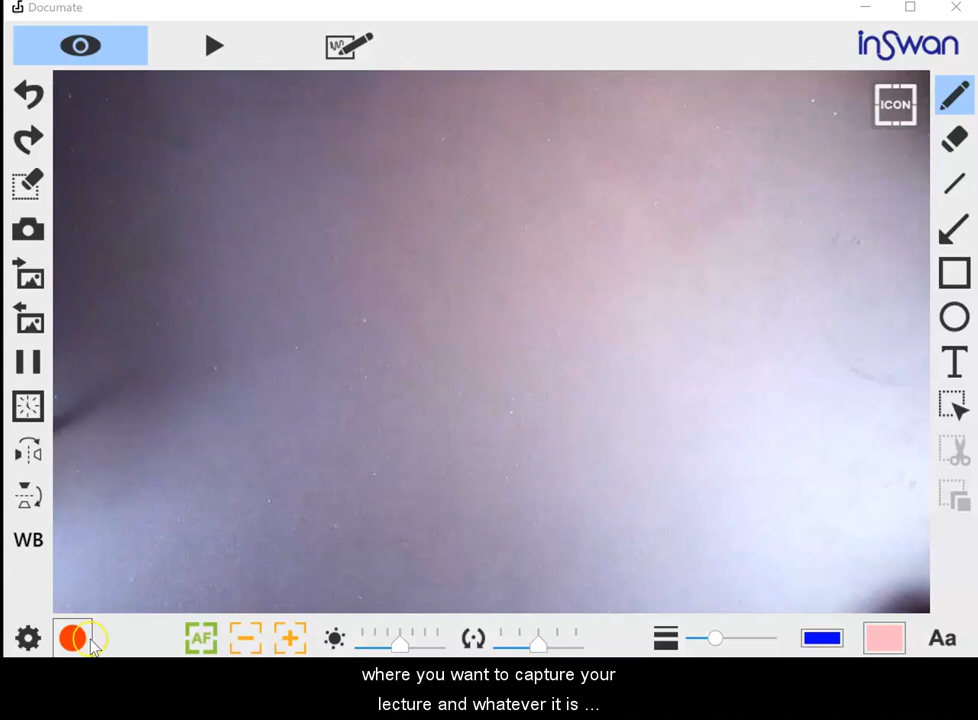 Documate
inSwan
ICON
WB
AF
T
Aa
where you want to capture your
lecture and whatever it is ...